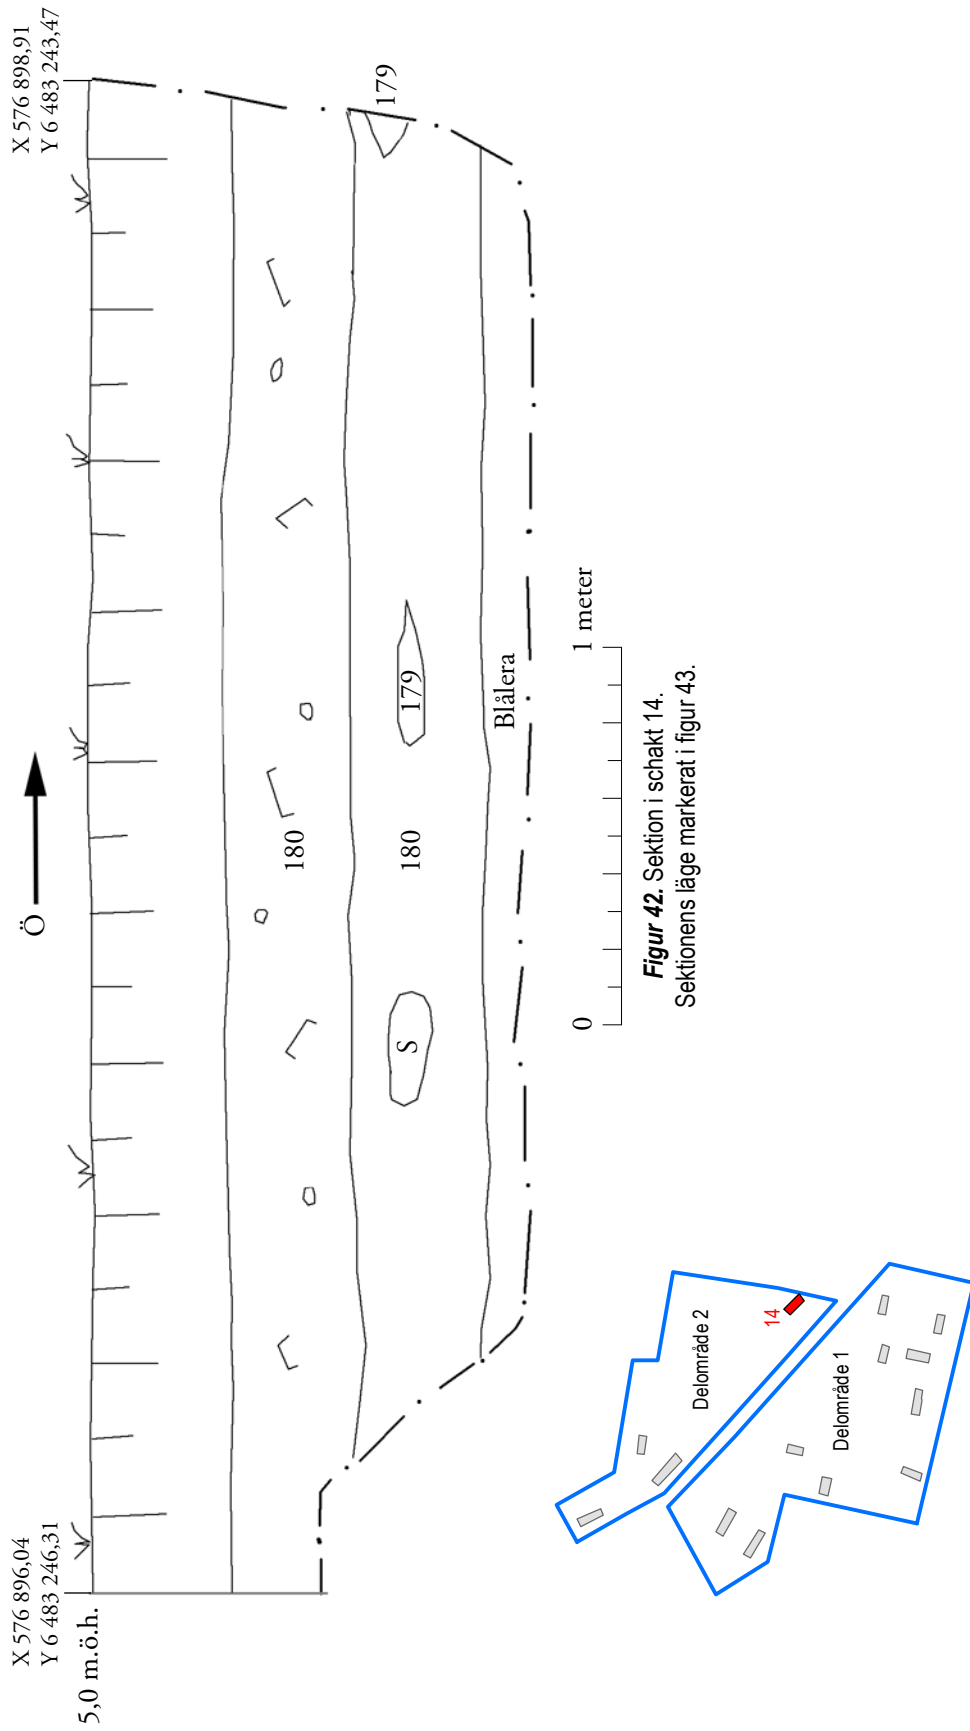 X 576 896,04
Y 6 483 246,31
5,0 m.ö.h.
Ö
X 576 898,91
Y 6 483 243,47
180
179
S
180
179
Blålera
0
1 meter
Figur 42. Sektion i schakt 14.
Sektionens läge markerat i figur 43.
Delområde 2
14
Delområde 1